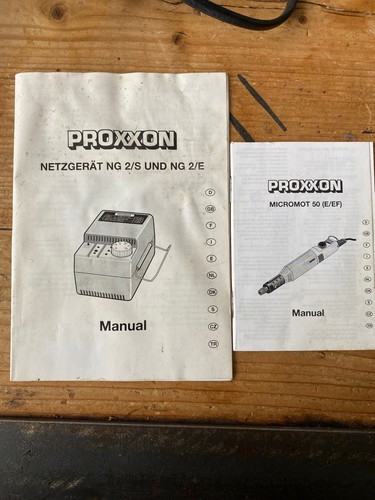 PROXXON
NETZGERÄT NG 2/S UND NG 2/E
D
GB
F
I
E
NL
DK
S
CZ
TR
Manual
PROXXON
MICROMOT 50 (E/EF)
Manual